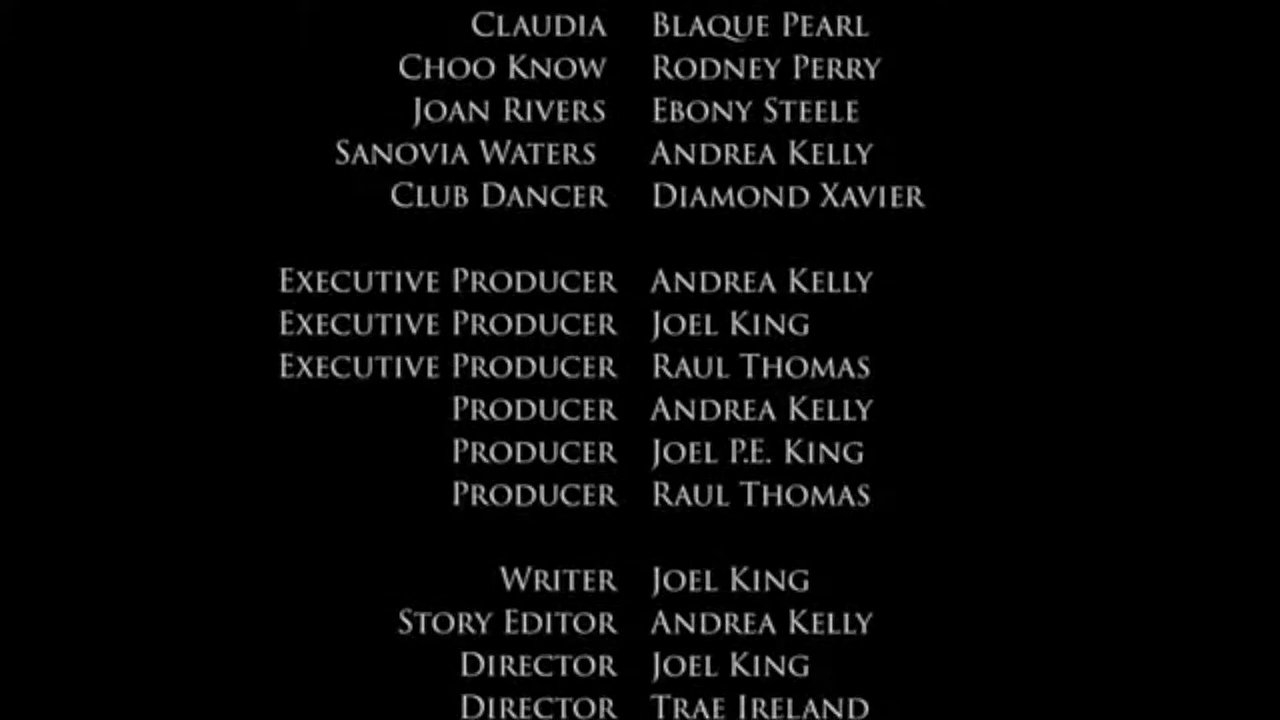 Claudia Blaque Pearl
Choo Know Rodney Perry
Joan Rivers Ebony Steele
Sanovia Waters Andrea Kelly
Club Dancer Diamond Xavier
Executive Producer Andrea Kelly
Executive Producer Joel King
Executive Producer Raul Thomas
Producer Andrea Kelly
Producer Joel P.E. King
Producer Raul Thomas
Writer Joel King
Story Editor Andrea Kelly
Director Joel King
Director Trae Ireland